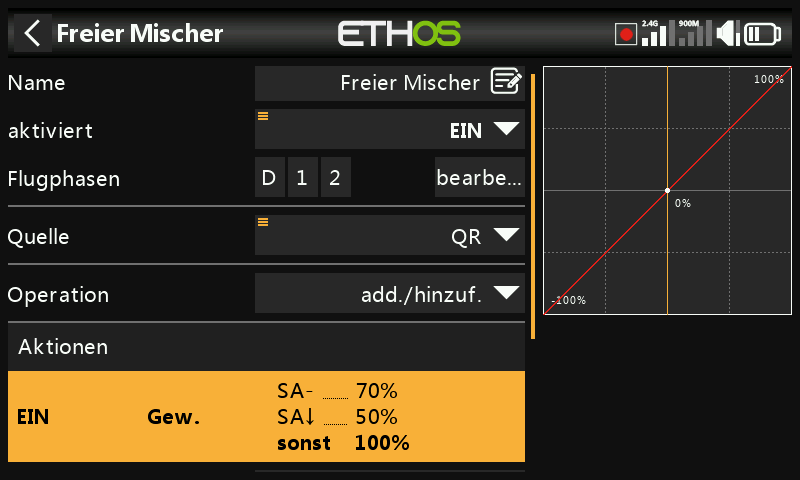 Freier Mischer
ETHOS
2.4G
900M
Name
Freier Mischer
aktiviert
EIN
Flugphasen
D 1 2
bearbe...
Quelle
QR
Operation
add./hinzuf.
Aktionen
EIN
Gew.
SA- ...... 70%
SA↓ ...... 50%
sonst 100%
100%
0%
-100%